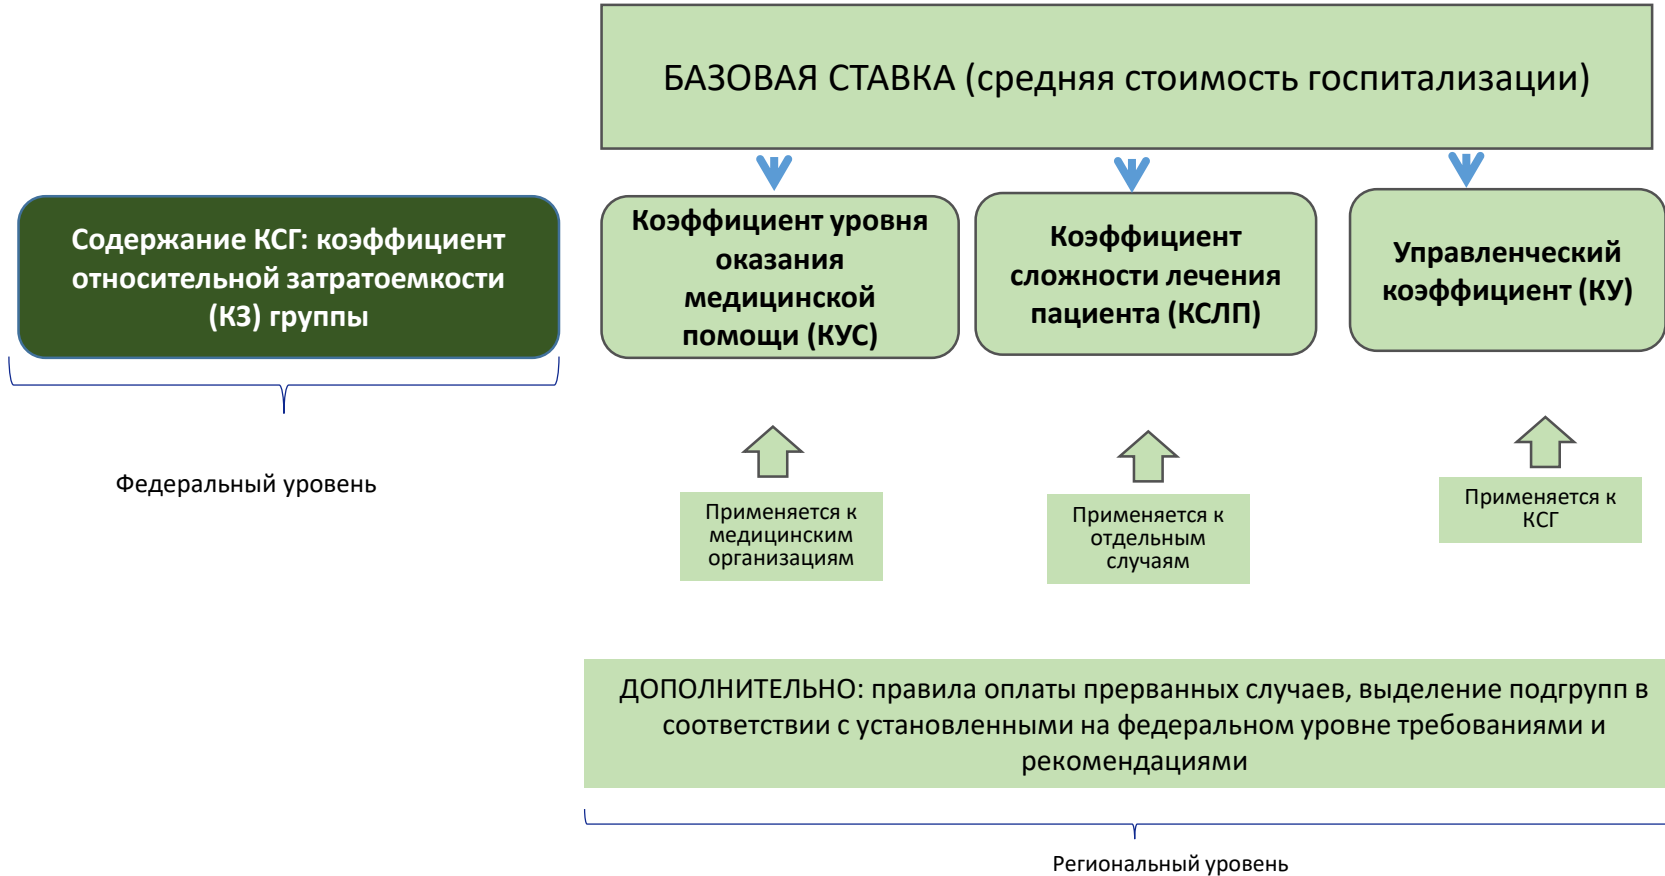 БАЗОВАЯ СТАВКА (средняя стоимость госпитализации)
Содержание КСГ: коэффициент
относительной затратоемкости
(КЗ) группы
Федеральный уровень
Коэффициент уровня
оказания
медицинской
помощи (КУС)
Коэффициент
сложности лечения
пациента (КСЛП)
Управленческий
коэффициент (КУ)
Применяется к
медицинским
организациям
Применяется к
отдельным
случаям
Применяется к
КСГ
ДОПОЛНИТЕЛЬНО: правила оплаты прерванных случаев, выделение подгрупп в
соответствии с установленными на федеральном уровне требованиями и
рекомендациями
Региональный уровень